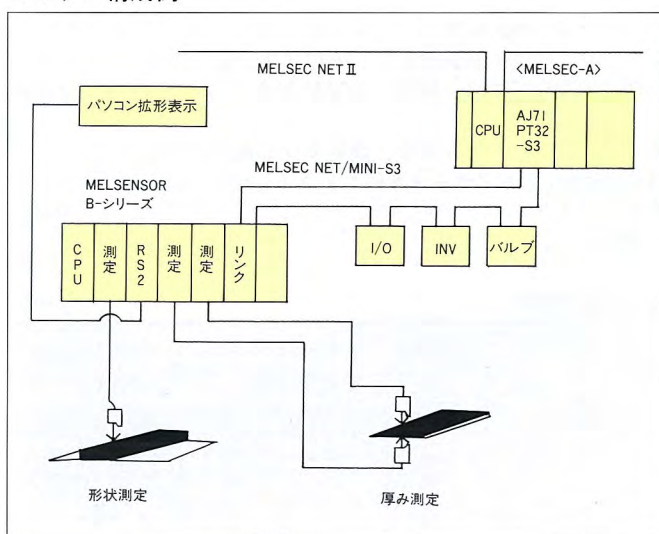 MELSEC NETⅡ
〈MELSEC-A〉
パソコン拡形表示
CPU
AJ71
PT32
-S3
MELSEC NET/MINI-S3
MELSENSOR
B-シリーズ
CPU
測定
RS2
測定
測定
リンク
I/O
INV
バルブ
形状測定
厚み測定